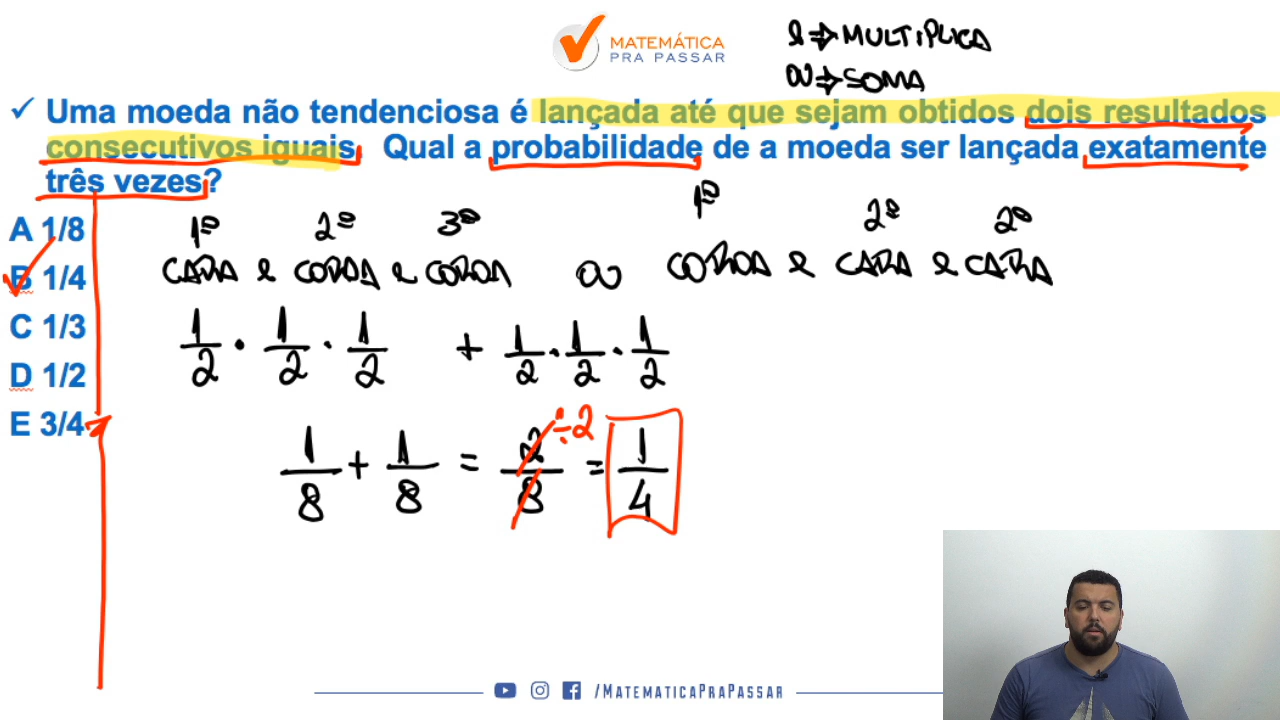 MATEMÁTICA
PRA PASSAR
e ⇒ MULTIPLICA
OU ⇒ SOMA
✓ Uma moeda não tendenciosa é lançada até que sejam obtidos dois resultados
consecutivos iguais. Qual a probabilidade de a moeda ser lançada exatamente
três vezes?
A 1/8
B 1/4
C 1/3
D 1/2
E 3/4
1º 2º 3º 1º 2º 2º
CARA e COROA e COROA OU COROA e CARA e CARA
1/2 · 1/2 · 1/2 + 1/2 · 1/2 · 1/2
1/8 + 1/8 = 2/8 ÷2 = 1/4
/MATEMATICAPRAPASSAR